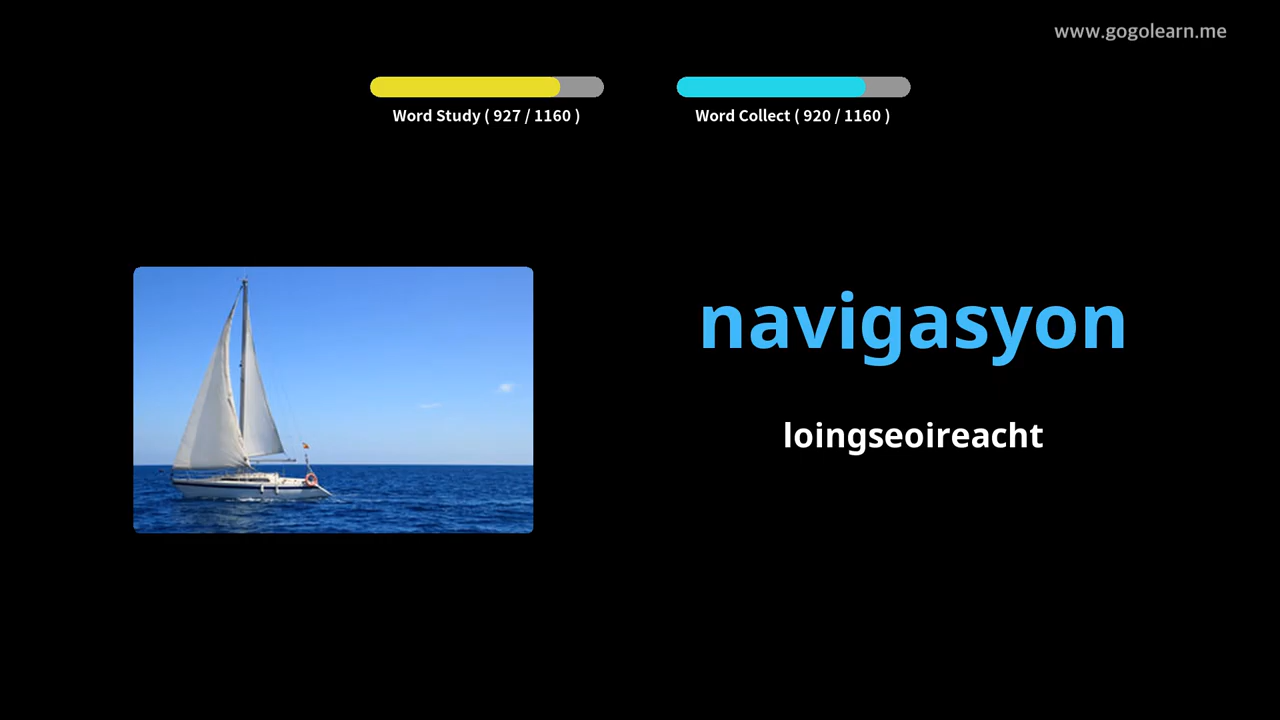 www.gogolearn.me
Word Study ( 927 / 1160 )
Word Collect ( 920 / 1160 )
navigasyon
loingseoireacht